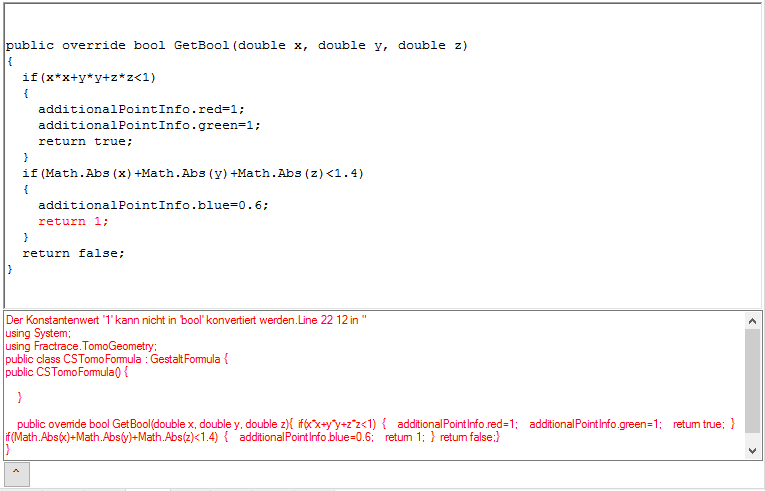 public override bool GetBool(double x, double y, double z)
{
  if(x*x+y*y+z*z<1)
  {
    additionalPointInfo.red=1;
    additionalPointInfo.green=1;
    return true;
  }
  if(Math.Abs(x)+Math.Abs(y)+Math.Abs(z)<1.4)
  {
    additionalPointInfo.blue=0.6;
    return 1;
  }
  return false;
}
Der Konstantenwert '1' kann nicht in 'bool' konvertiert werden.Line 22 12 in ''
using System;
using Fractrace.TomoGeometry;
public class CSTomoFormula : GestaltFormula {
public CSTomoFormula() {
}
public override bool GetBool(double x, double y, double z){ if(x*x+y*y+z*z<1) { additionalPointInfo.red=1; additionalPointInfo.green=1; return true; }
if(Math.Abs(x)+Math.Abs(y)+Math.Abs(z)<1.4) { additionalPointInfo.blue=0.6; return 1; } return false;}
}
^